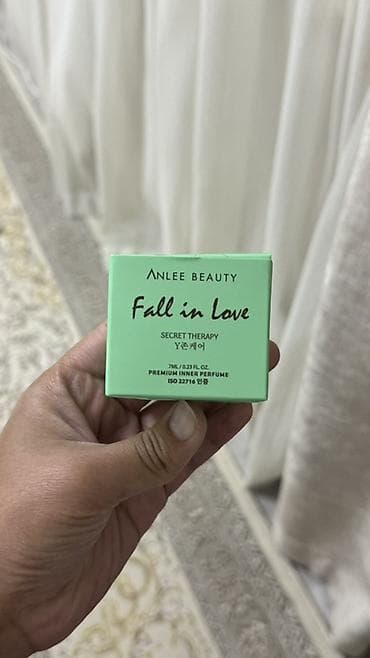 ANLEE BEAUTY
Fall in Love
SECRET THERAPY
Y존케어
7ML / 0.23 FL. OZ.
PREMIUM INNER PERFUME
ISO 22716 인증